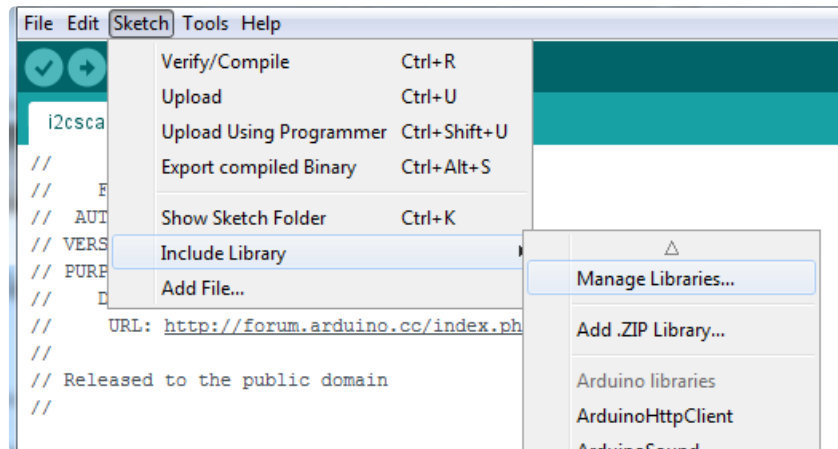 File Edit Sketch Tools Help
Verify/Compile Ctrl+R
Upload Ctrl+U
i2csca
Upload Using Programmer Ctrl+Shift+U
//
Export compiled Binary Ctrl+Alt+S
// F
// AUT
Show Sketch Folder Ctrl+K
// VERS
Include Library
// PURP
Manage Libraries...
// D
Add File...
// URL: http://forum.arduino.cc/index.ph
Add .ZIP Library...
//
// Released to the public domain
Arduino libraries
//
ArduinoHttpClient
ArduinoSound